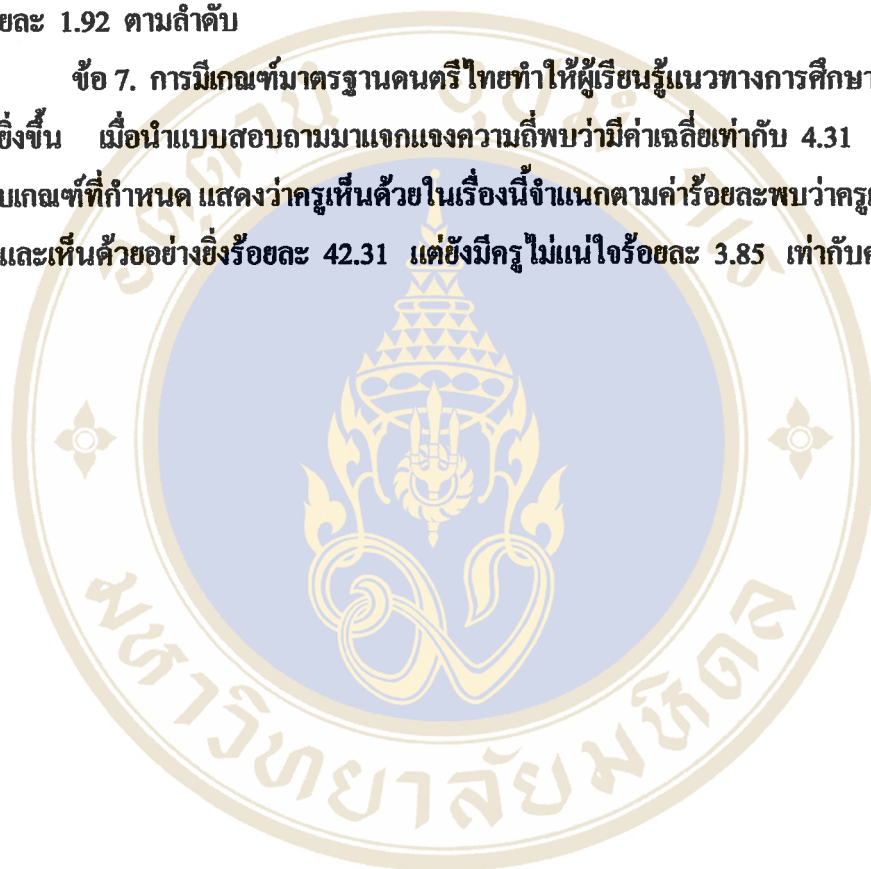 ยละ 1.92 ตามลำดับ
ข้อ 7. การมีเกณฑ์มาตรฐานดนตรีไทยทำให้ผู้เรียนรู้แนวทางการศึกษา
ยิ่งขึ้น เมื่อนำแบบสอบถามมาแจกแจงความถี่พบว่ามีค่าเฉลี่ยเท่ากับ 4.31
บเกณฑ์ที่กำหนด แสดงว่าครูเห็นด้วยในเรื่องนี้จำแนกตามค่าร้อยละพบว่าครู
และเห็นด้วยอย่างยิ่งร้อยละ 42.31 แต่ยังมีครูไม่แน่ใจร้อยละ 3.85 เท่ากับ
มหาวิทยาลัยมหิดล